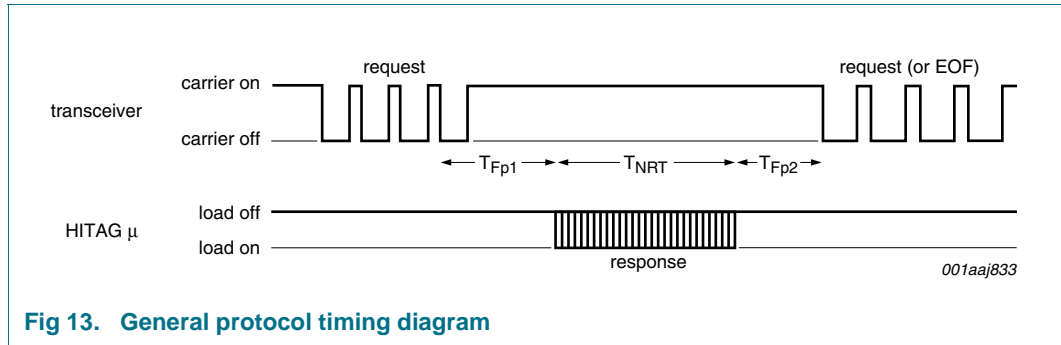 request
request (or EOF)
carrier on
transceiver
carrier off
T_Fp1
T_NRT
T_Fp2
load off
HITAG μ
load on
response
001aaj833
Fig 13. General protocol timing diagram